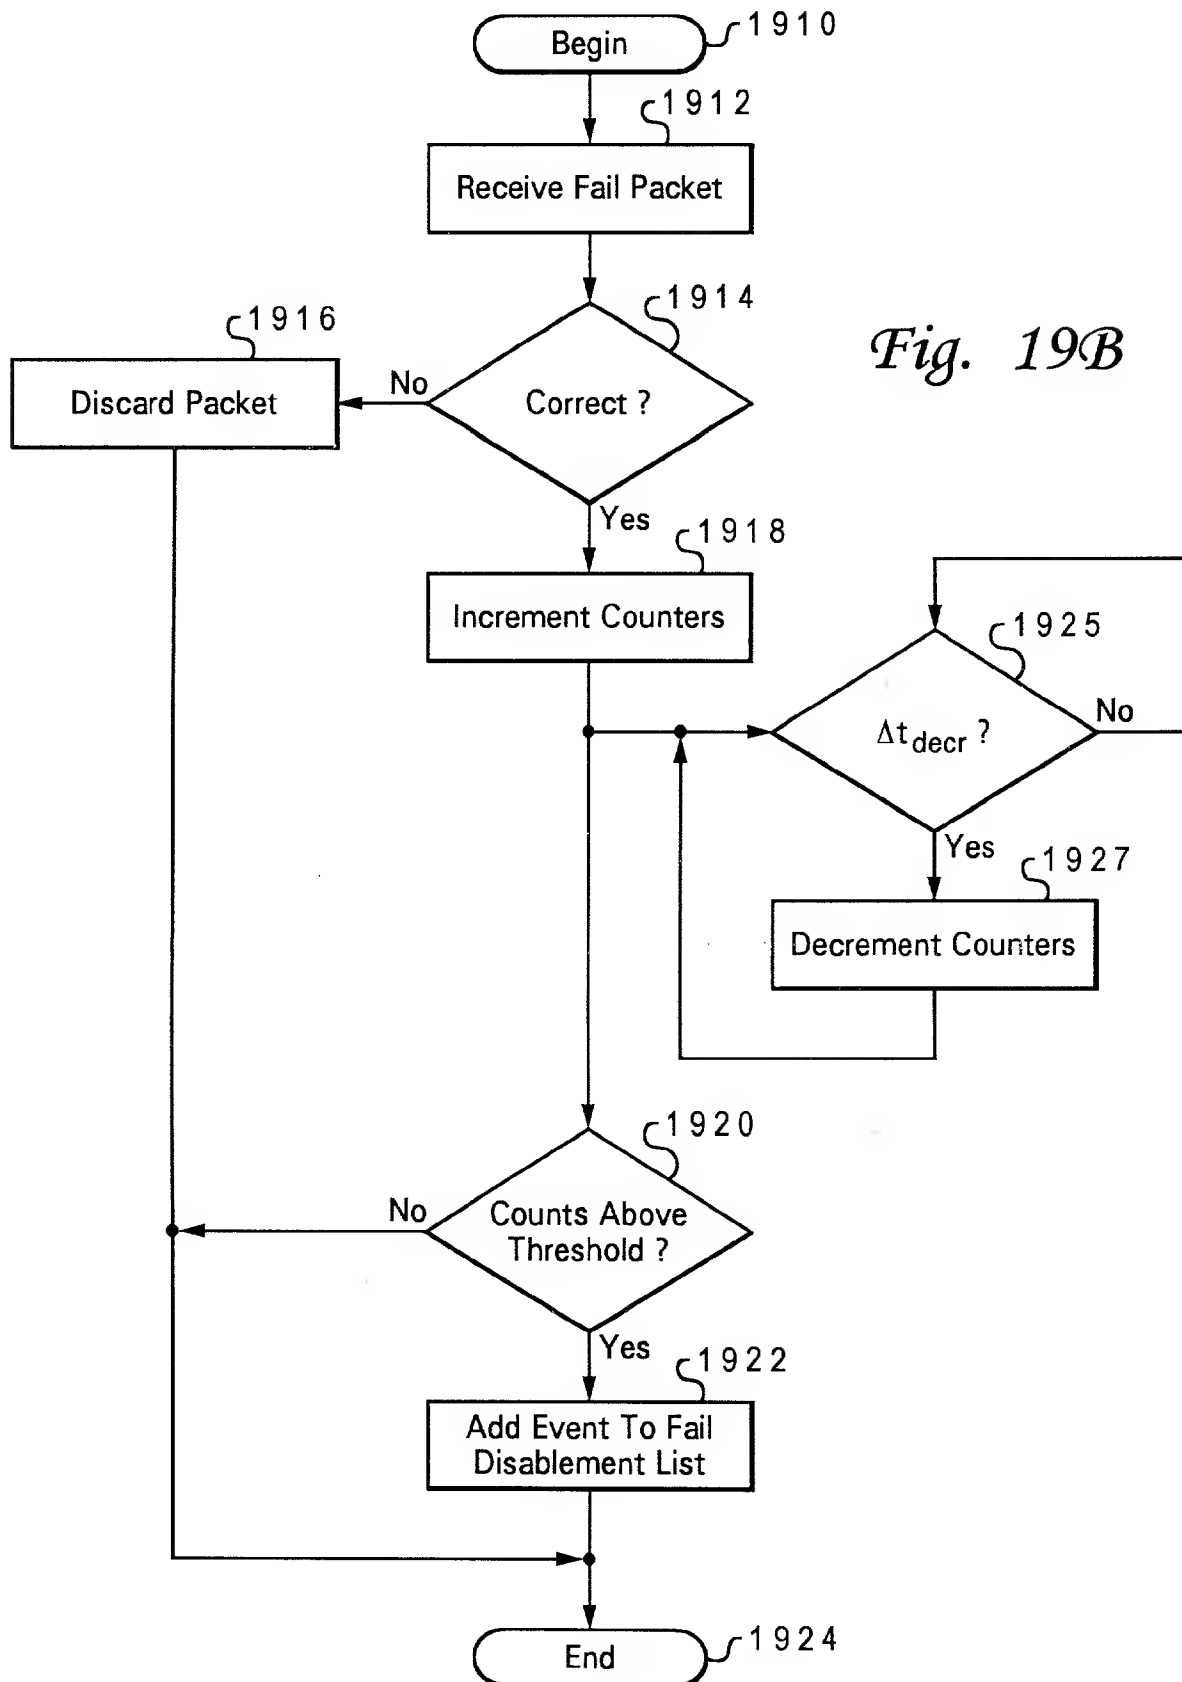 Begin
1910
1912
Receive Fail Packet
1914
1916
Fig. 19B
Discard Packet
No
Correct ?
Yes
1918
Increment Counters
1925
Δtdecr ?
No
Yes
1927
Decrement Counters
1920
No
Counts Above
Threshold ?
Yes
1922
Add Event To Fail
Disablement List
End
1924